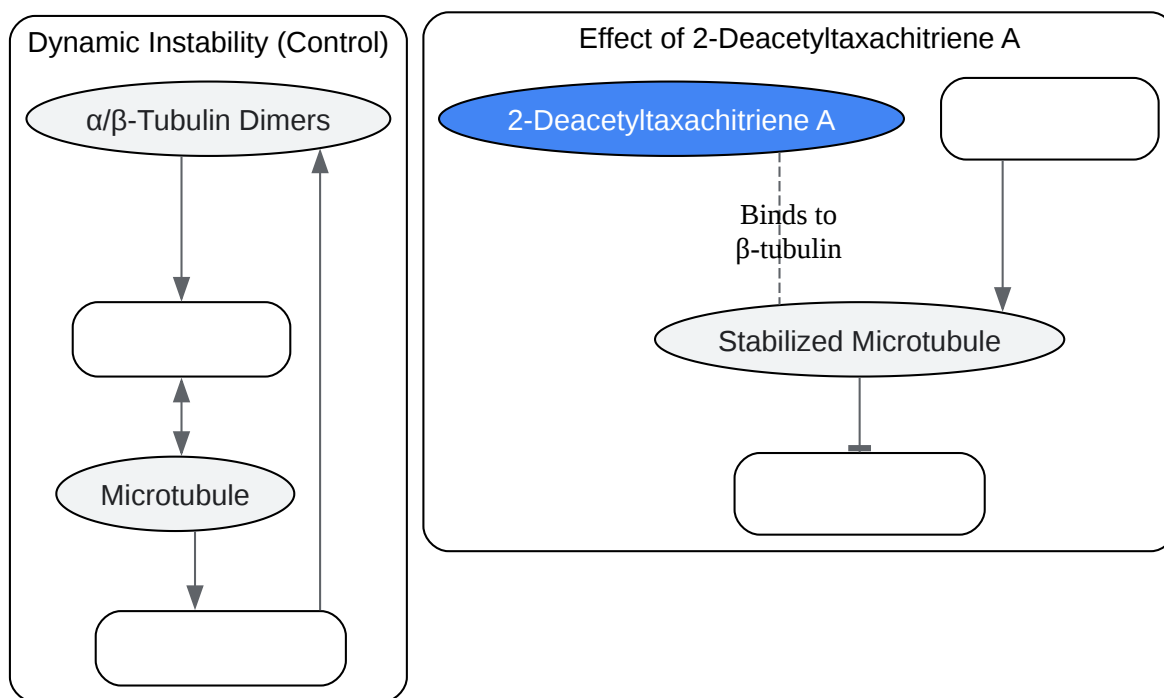 Dynamic Instability (Control)
α/β-Tubulin Dimers
Microtubule
Effect of 2-Deacetyltaxachitriene A
2-Deacetyltaxachitriene A
Binds to
β-tubulin
Stabilized Microtubule